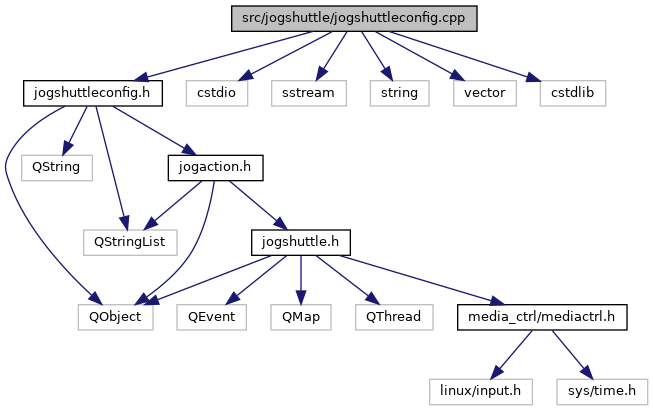 src/jogshuttle/jogshuttleconfig.cpp
jogshuttleconfig.h
cstdio
sstream
string
vector
cstdlib
QString
jogaction.h
QStringList
jogshuttle.h
QObject
QEvent
QMap
QThread
media_ctrl/mediactrl.h
linux/input.h
sys/time.h